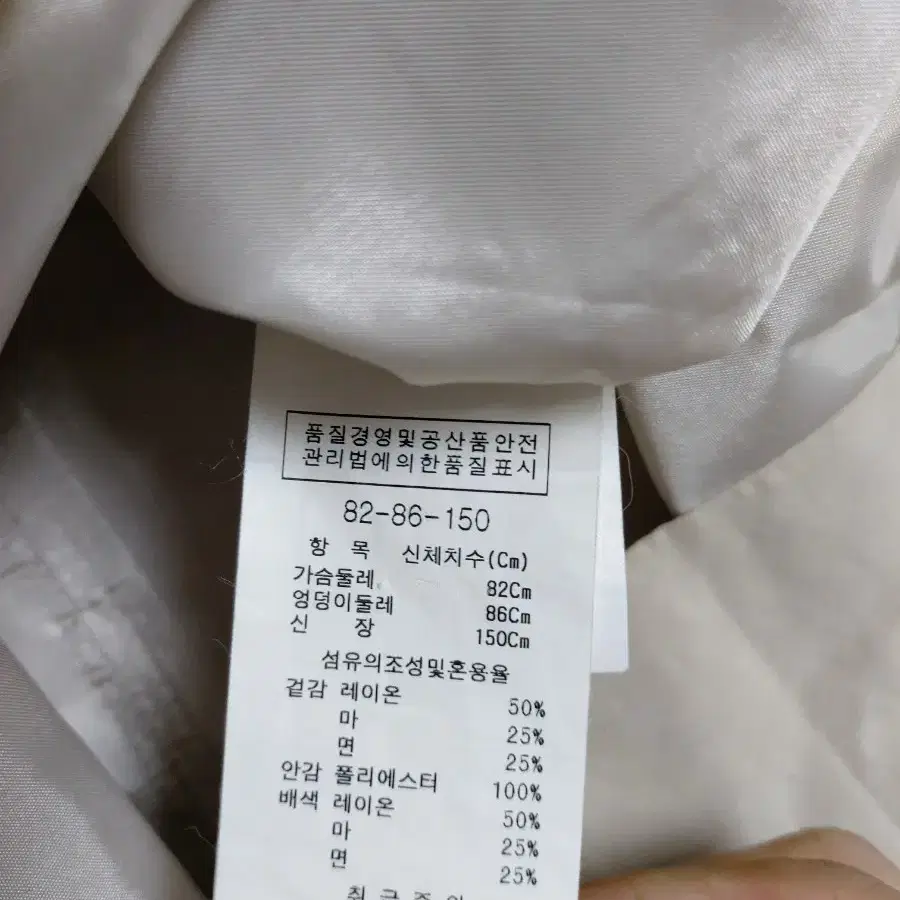 품질경영및공산품안전
관리법에의한품질표시
82-86-150
항 목 신체치수(Cm)
가슴둘레 82Cm
엉덩이둘레 86Cm
신 장 150Cm
섬유의조성및혼용율
겉감 레이온 50%
마 25%
면 25%
안감 폴리에스터 100%
배색 레이온 50%
마 25%
면 25%
취 급 주 의